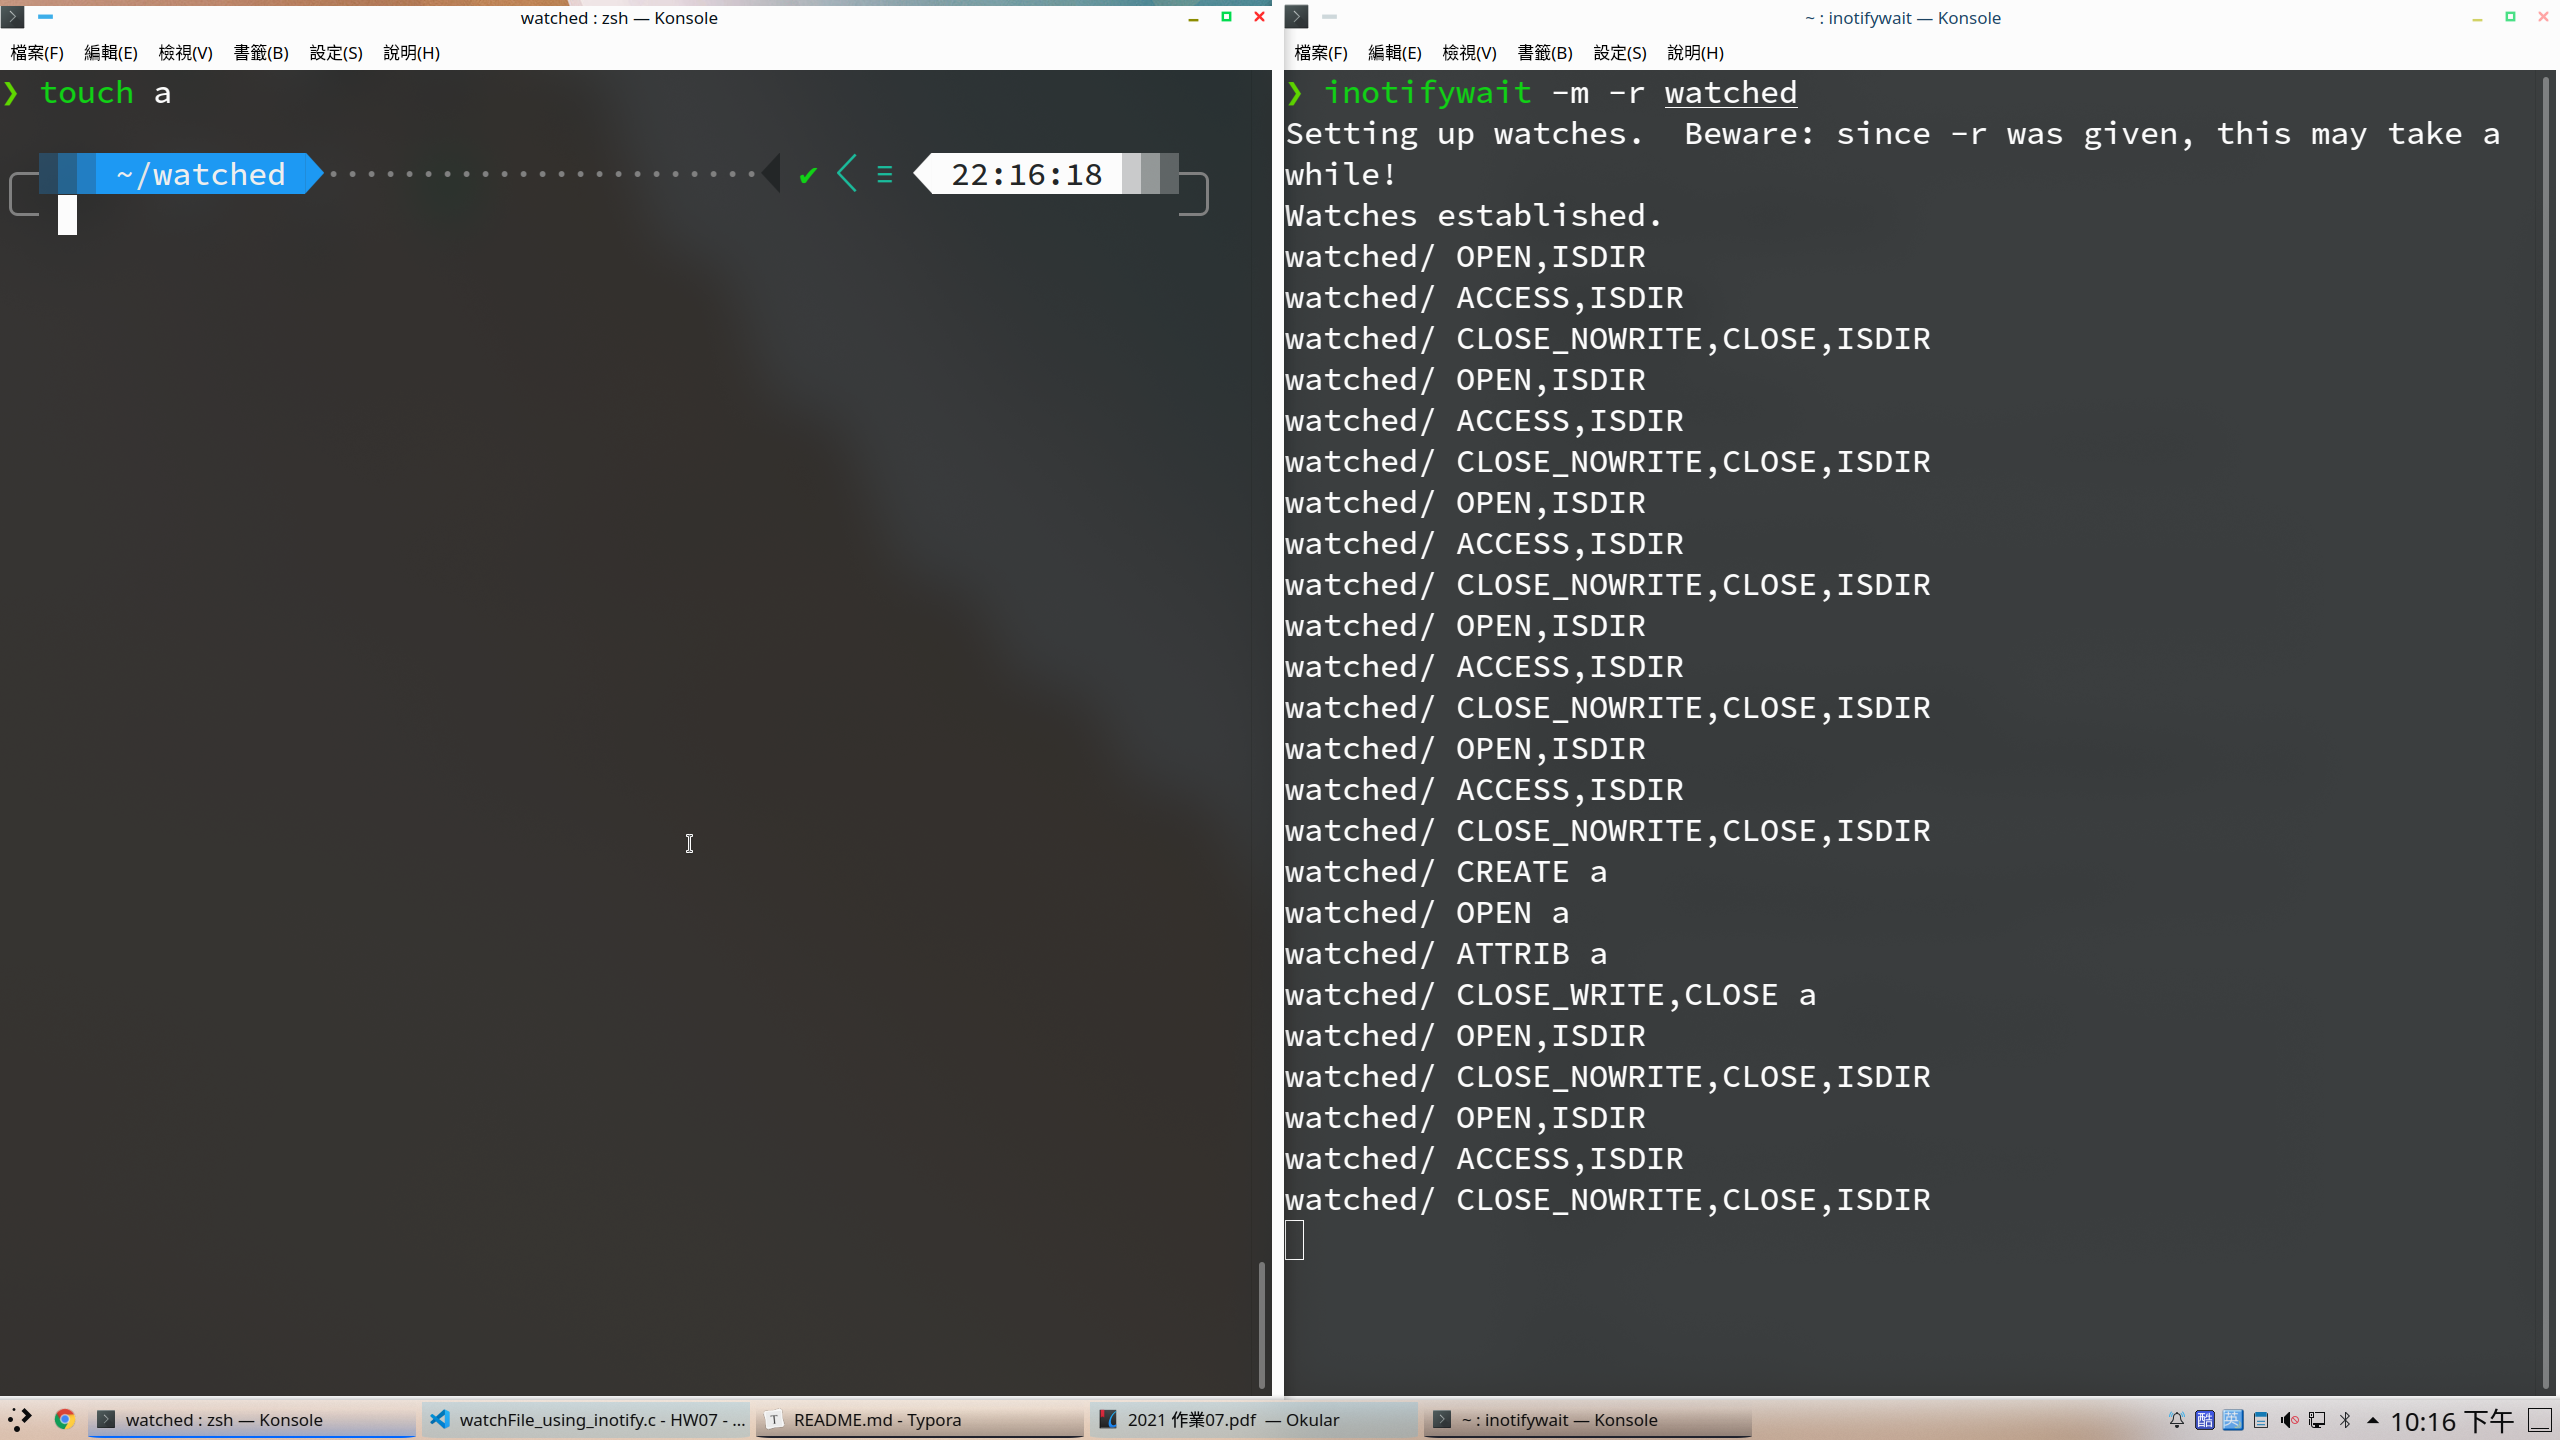 watched : zsh — Konsole
檔案(F) 編輯(E) 檢視(V) 書籤(B) 設定(S) 說明(H)
❯ touch a
~/watched ✔ < ≡ 22:16:18
~ : inotifywait — Konsole
檔案(F) 編輯(E) 檢視(V) 書籤(B) 設定(S) 說明(H)
❯ inotifywait -m -r watched
Setting up watches.  Beware: since -r was given, this may take a
while!
Watches established.
watched/ OPEN,ISDIR
watched/ ACCESS,ISDIR
watched/ CLOSE_NOWRITE,CLOSE,ISDIR
watched/ OPEN,ISDIR
watched/ ACCESS,ISDIR
watched/ CLOSE_NOWRITE,CLOSE,ISDIR
watched/ OPEN,ISDIR
watched/ ACCESS,ISDIR
watched/ CLOSE_NOWRITE,CLOSE,ISDIR
watched/ OPEN,ISDIR
watched/ ACCESS,ISDIR
watched/ CLOSE_NOWRITE,CLOSE,ISDIR
watched/ OPEN,ISDIR
watched/ ACCESS,ISDIR
watched/ CLOSE_NOWRITE,CLOSE,ISDIR
watched/ CREATE a
watched/ OPEN a
watched/ ATTRIB a
watched/ CLOSE_WRITE,CLOSE a
watched/ OPEN,ISDIR
watched/ CLOSE_NOWRITE,CLOSE,ISDIR
watched/ OPEN,ISDIR
watched/ ACCESS,ISDIR
watched/ CLOSE_NOWRITE,CLOSE,ISDIR
watched : zsh — Konsole
watchFile_using_inotify.c - HW07 - ...
T README.md - Typora
2021 作業07.pdf — Okular
~ : inotifywait — Konsole
酷 英 10:16 下午